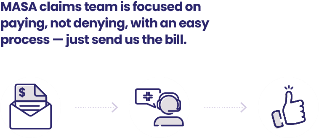 MASA claims team is focused on
paying, not denying, with an easy
process — just send us the bill.
$